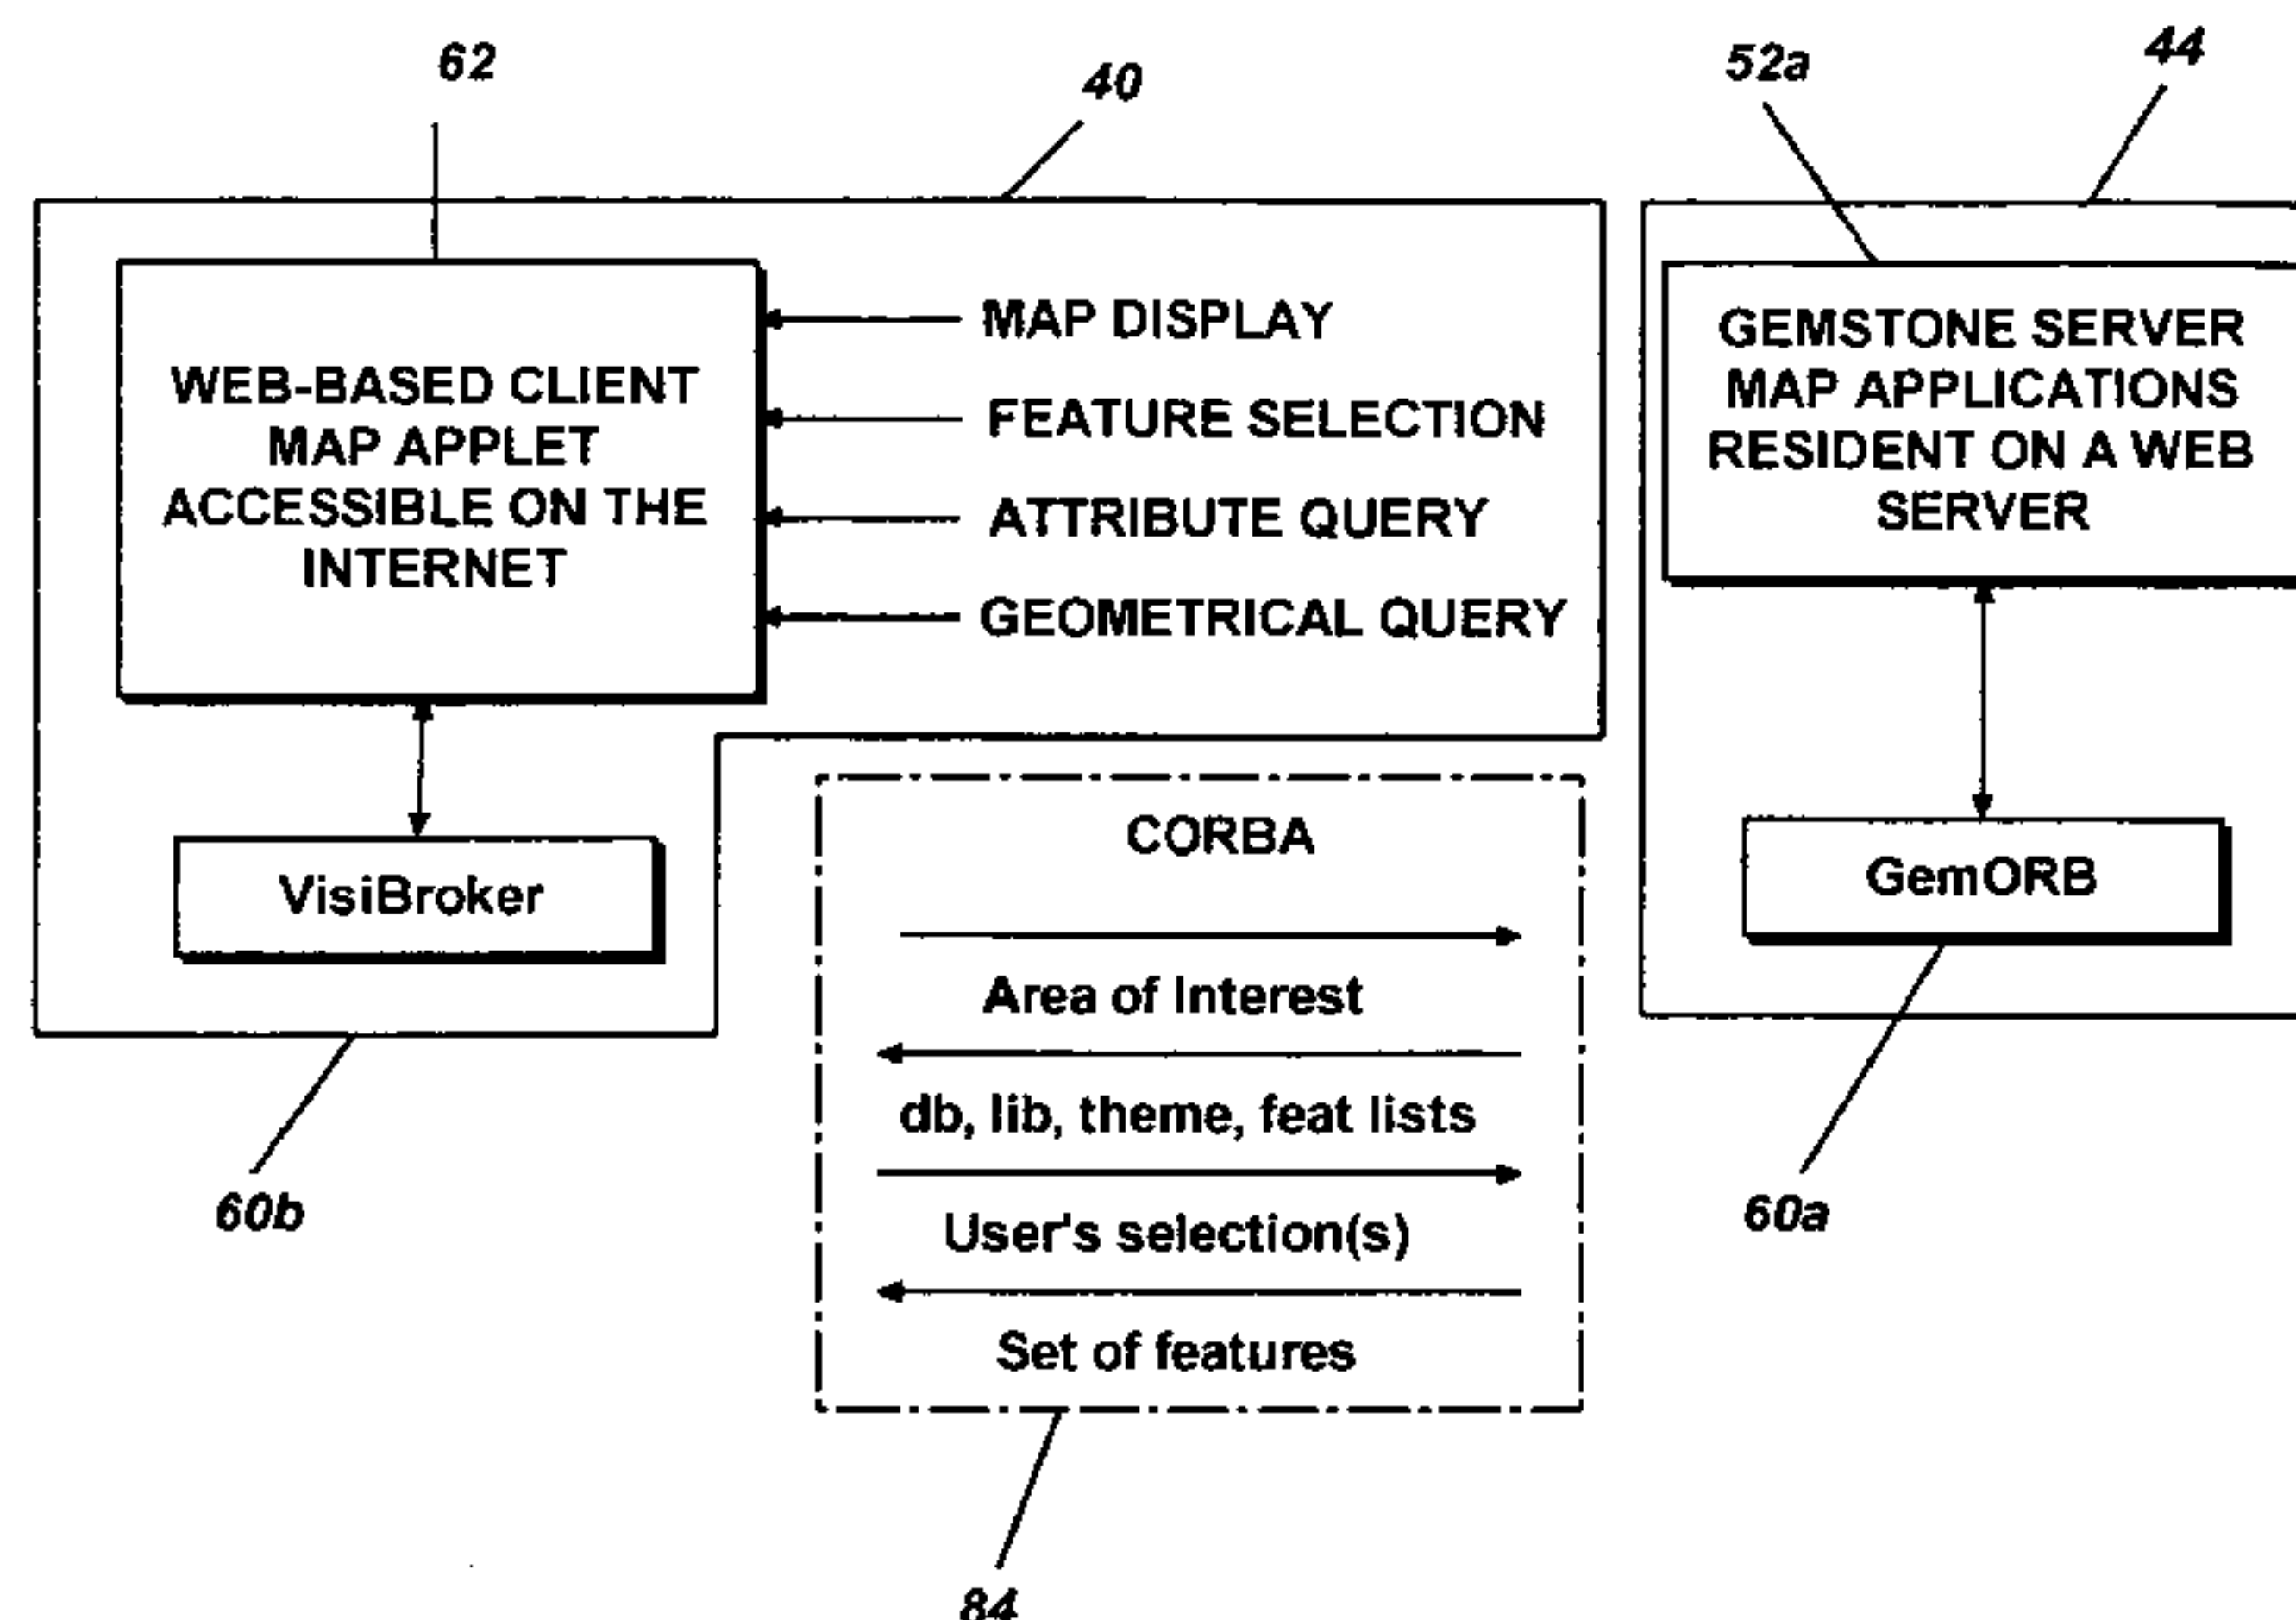 62
40
52a
44
WEB-BASED CLIENT
MAP APPLET
ACCESSIBLE ON THE
INTERNET
MAP DISPLAY
FEATURE SELECTION
ATTRIBUTE QUERY
GEOMETRICAL QUERY
GEMSTONE SERVER
MAP APPLICATIONS
RESIDENT ON A WEB
SERVER
VisiBroker
CORBA
Area of Interest
db, lib, theme, feat lists
User's selection(s)
Set of features
GemORB
60b
60a
84